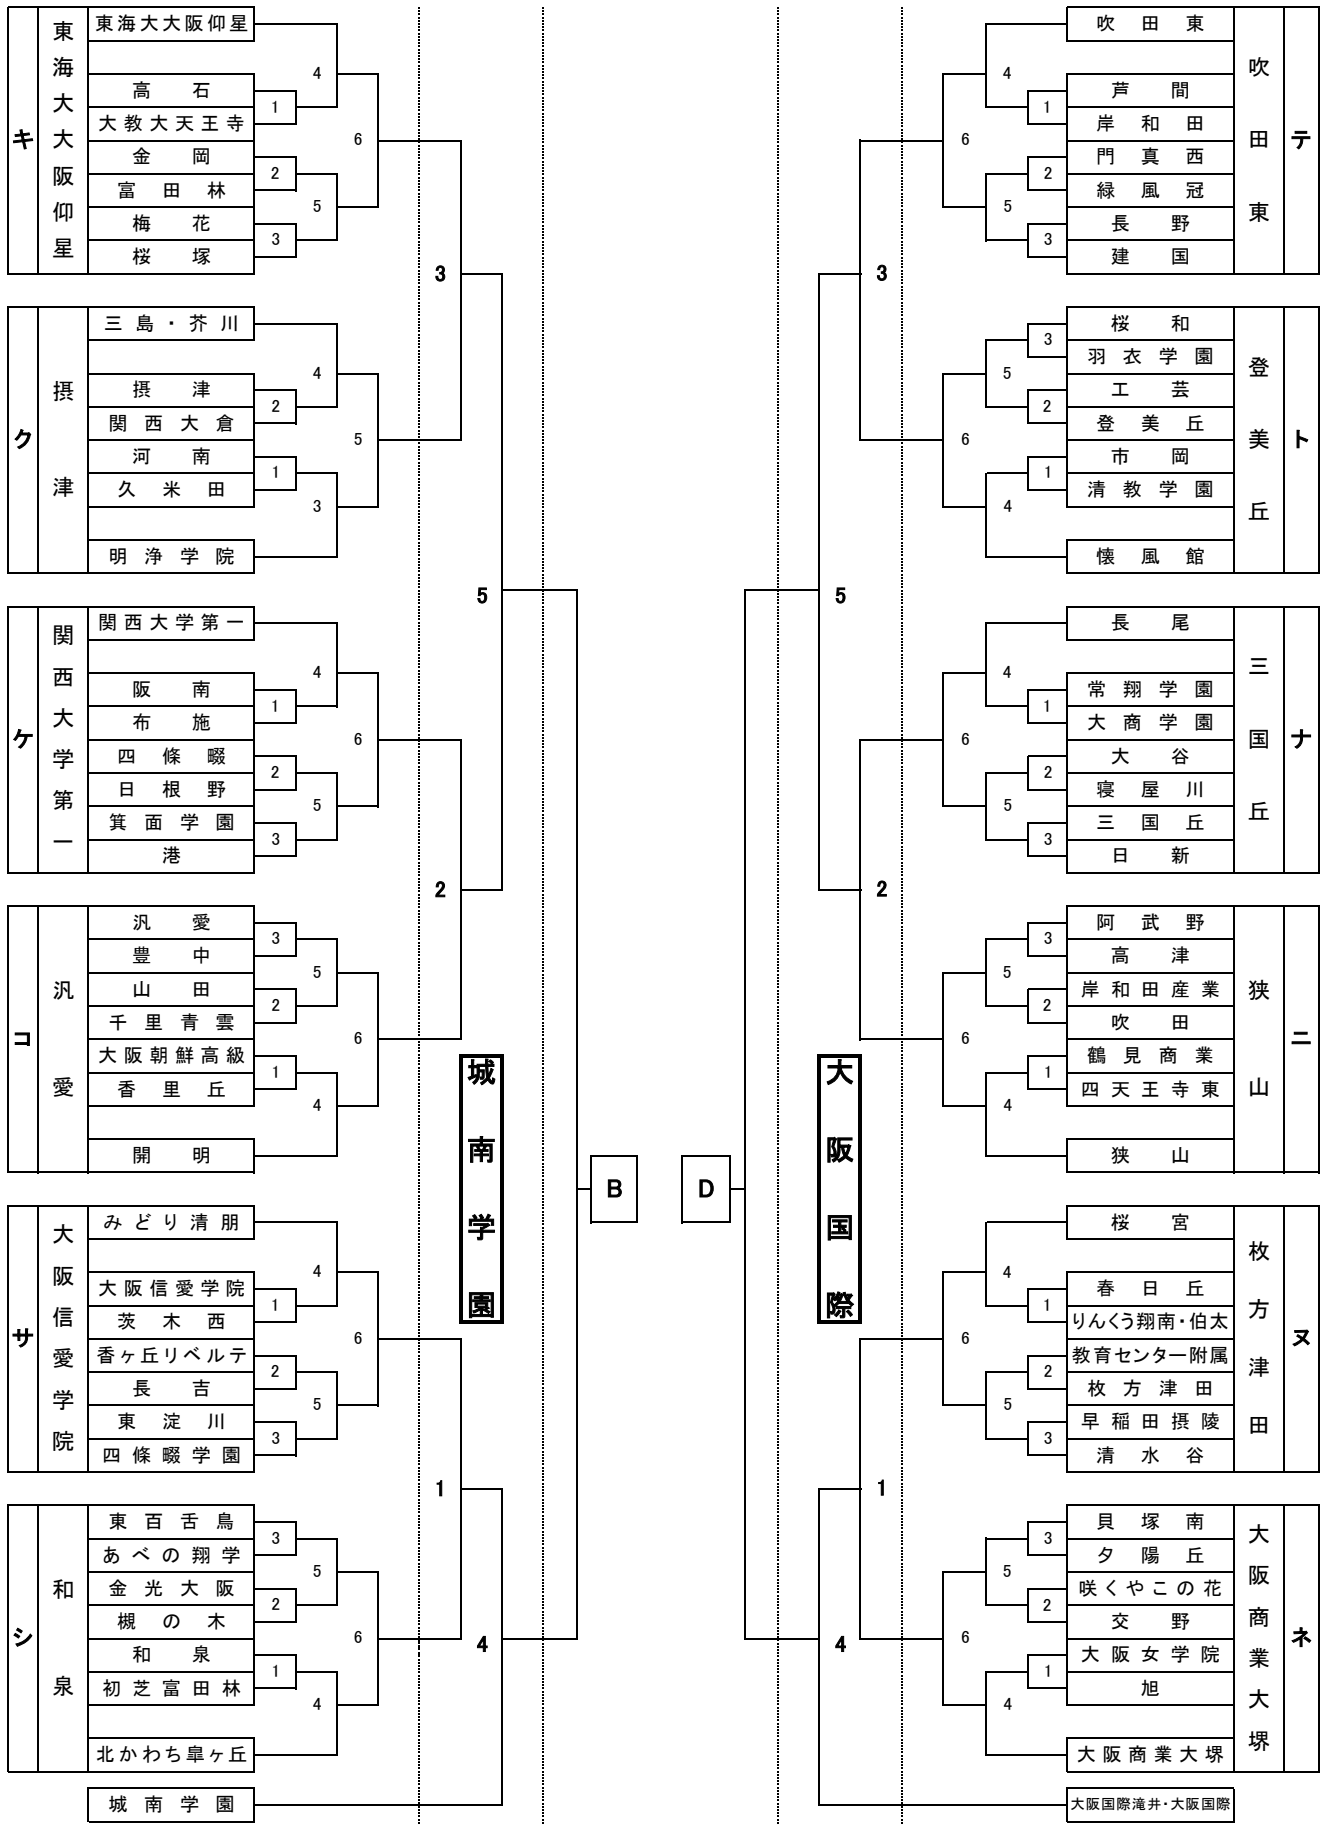 キ
東海大大阪仰星
東海大大阪仰星
高石
大教大天王寺
金岡
富田林
梅花
桜塚
1
2
3
4
5
6
ク
摂津
三島・芥川
摂津
関西大倉
河南
久米田
明浄学院
2
1
4
3
5
3
ケ
関西大学第一
関西大学第一
阪南
布施
四條畷
日根野
箕面学園
港
1
2
3
4
5
6
コ
汎愛
汎愛
豊中
山田
千里青雲
大阪朝鮮高級
香里丘
開明
3
2
1
5
4
6
2
5
サ
大阪信愛学院
みどり清朋
大阪信愛学院
茨木西
香ヶ丘リベルテ
長吉
東淀川
四條畷学園
1
2
3
4
5
6
シ
和泉
東百舌鳥
あべの翔学
金光大阪
槻の木
和泉
初芝富田林
北かわち皐ヶ丘
3
2
1
5
4
6
1
城南学園
4
城南学園
B
D
大阪国際
テ
吹田東
吹田東
芦間
岸和田
門真西
緑風冠
長野
建国
1
2
3
4
5
6
ト
登美丘
桜和
羽衣学園
工芸
登美丘
市岡
清教学園
懐風館
3
2
1
5
4
6
3
ナ
三国丘
長尾
常翔学園
大商学園
大谷
寝屋川
三国丘
日新
1
2
3
4
5
6
ニ
狭山
阿武野
高津
岸和田産業
吹田
鶴見商業
四天王寺東
狭山
3
2
1
5
4
6
2
5
ヌ
枚方津田
桜宮
春日丘
りんくう翔南・伯太
教育センター附属
枚方津田
早稲田摂陵
清水谷
1
2
3
4
5
6
ネ
大阪商業大堺
貝塚南
夕陽丘
咲くやこの花
交野
大阪女学院
旭
大阪商業大堺
3
2
1
5
4
6
1
4
大阪国際滝井・大阪国際